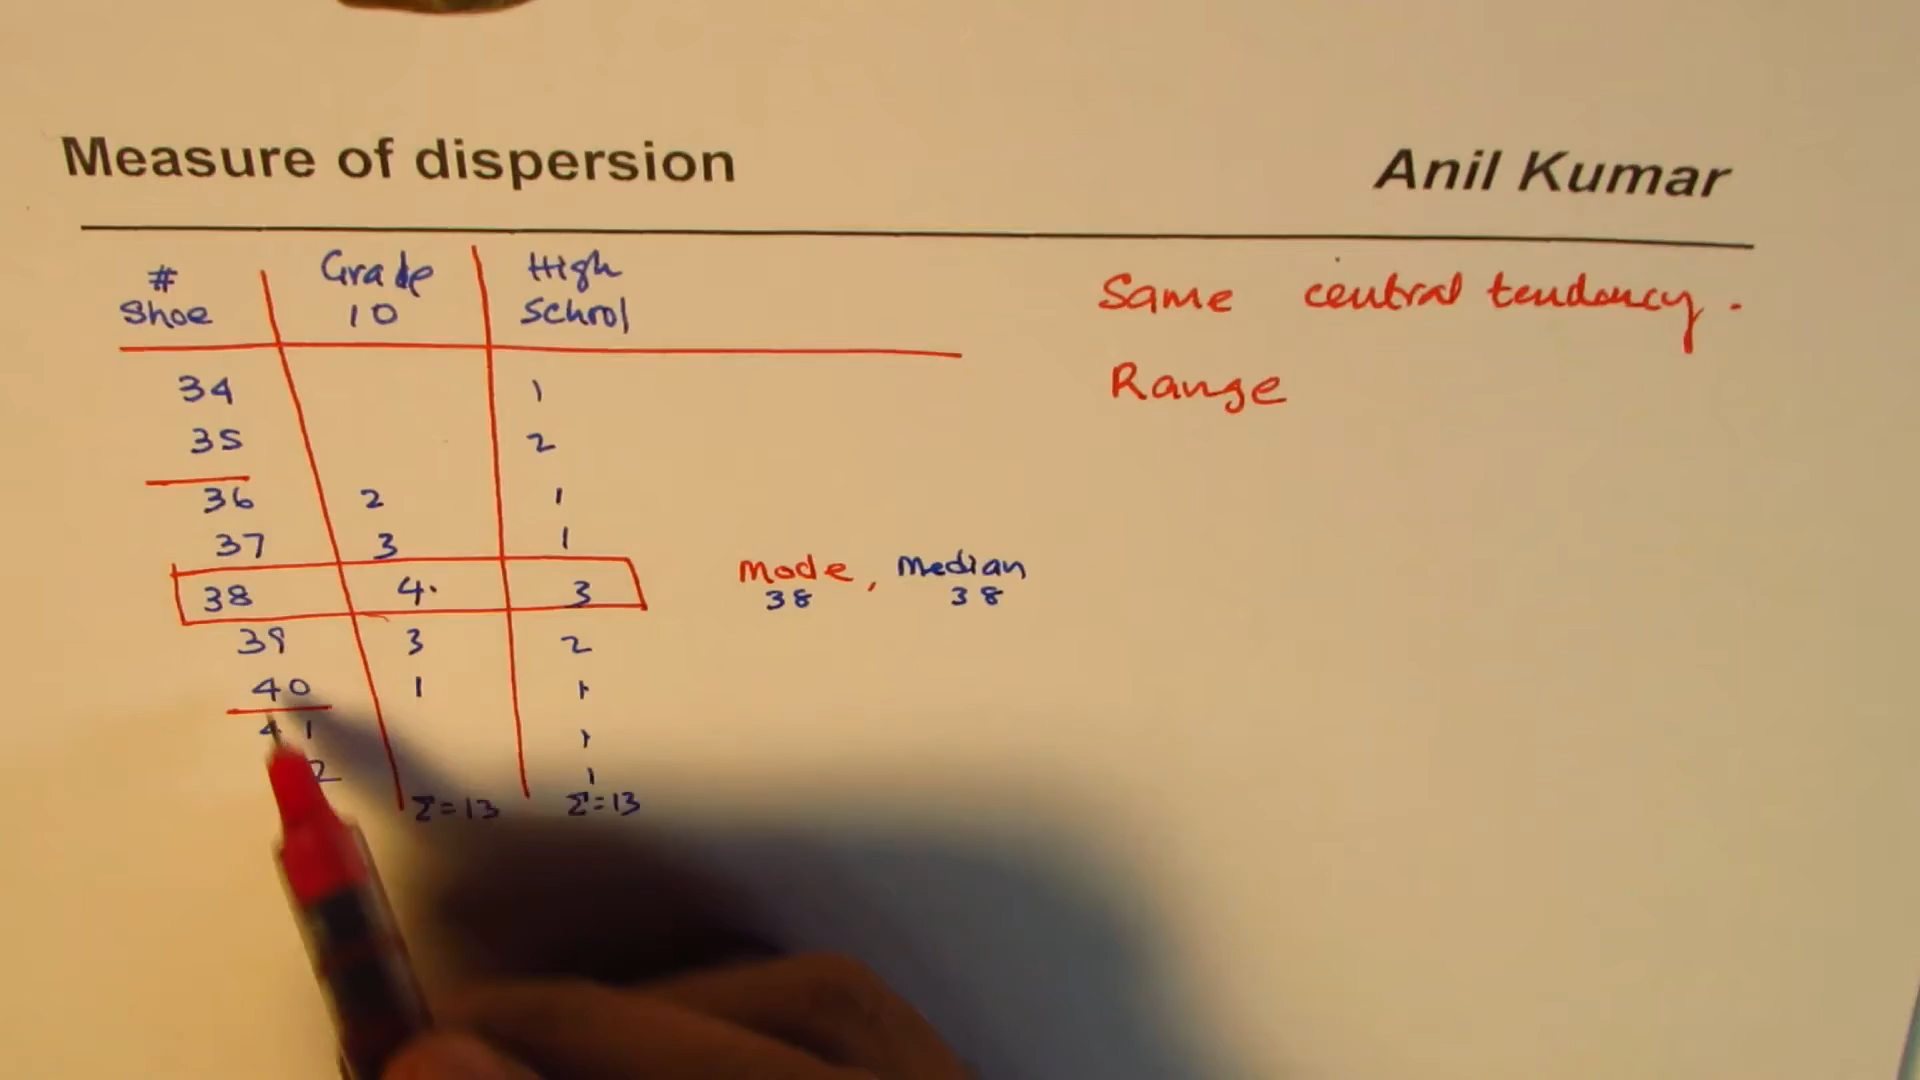 Measure of dispersion Anil Kumar
# Shoe Grade 10 High School
Same central tendency.
Range
34 1
35 2
36 2 1
37 3 1
38 4. 3 Mode, Median
38 38
39 3 2
40 1 1
41 1
2 1
Σ=13 Σ=13